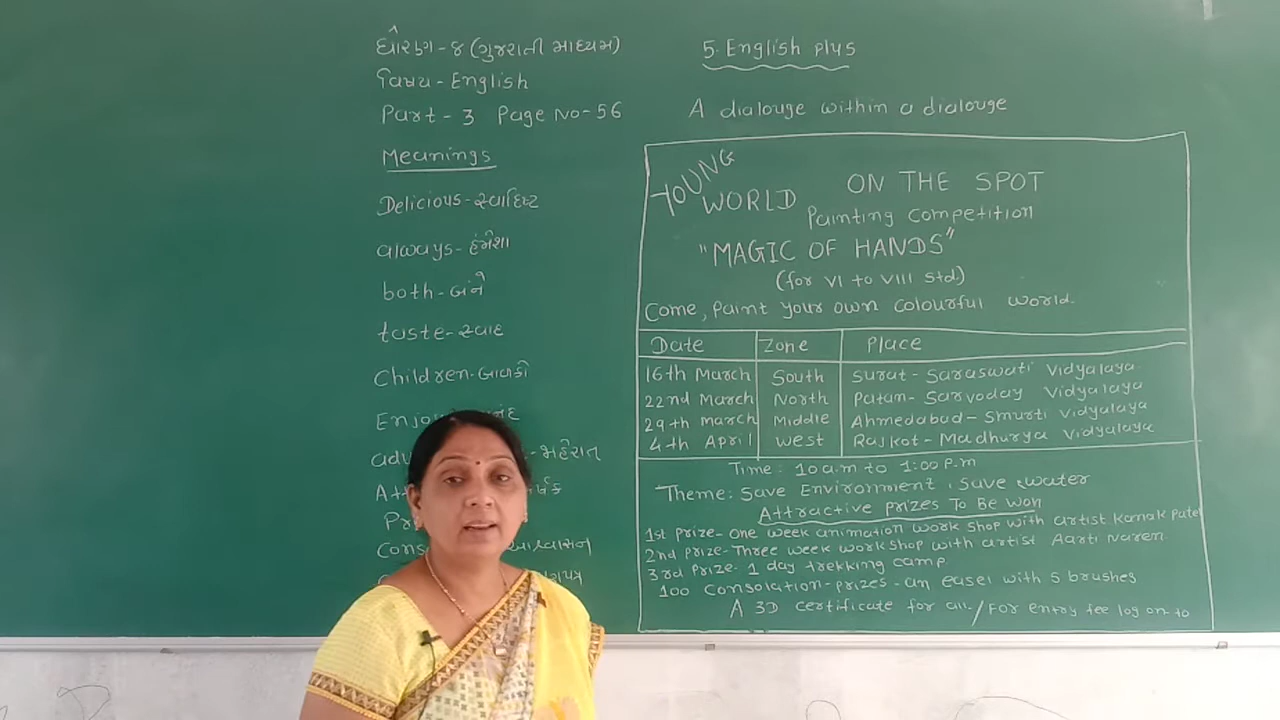 ધોરણ-૪ (ગુજરાતી માધ્યમ)
વિષય-English
Part-3 Page No-56
Meanings
Delicious-સ્વાદિષ્ટ
always-હંમેશા
both-બંને
taste-સ્વાદ
Children-બાળકો
5. English plus
A dialouge within a dialouge
YOUNG WORLD ON THE SPOT
Painting Competition
"MAGIC OF HANDS"
(for VI to VIII Std.)
Come, Paint your own colourful world.
Date Zone Place
16th March South Surat-Saraswati Vidyalaya
22nd March North Patan-Sarvoday Vidyalaya
29th March Middle Ahmedabad-Smurti Vidyalaya
4th April West Rajkot-Madhurya Vidyalaya
Time: 10 a.m to 1:00 P.m
Theme: Save Environment, Save water
Attractive prizes To Be Won
1st prize-One week animation work shop with artist Kanak Patel
2nd prize-Three week workshop with artist Aarti Naren
3rd prize-1 day trekking camp
100 consolation-prizes-an easel with 5 brushes
A 3D certificate for all./For entry fee log on to